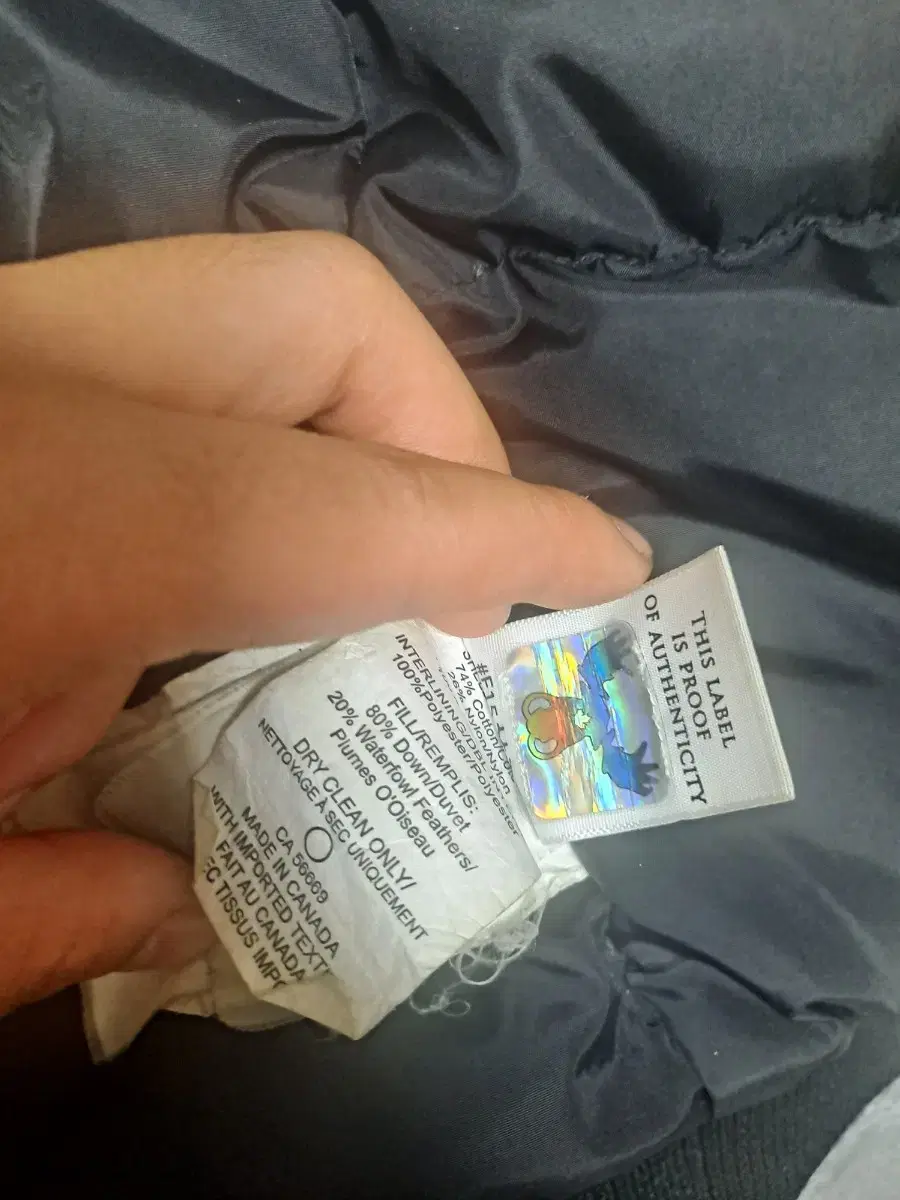 THIS LABEL
IS PROOF
OF AUTHENTICITY
74% Cotton/
26% Nylon/Nylon
INTERLINING/
100%Polyester/Polyester
FILL/REMPLIS:
80% Down/Duvet
20% Waterfowl Feathers/
Plumes O'Oiseau
DRY CLEAN ONLY/
NETTOYAGE A SEC UNIQUEMENT
CA 56669
MADE IN CANADA
WITH IMPORTED TEXT
FAIT AU CANADA
TISSUS IMP